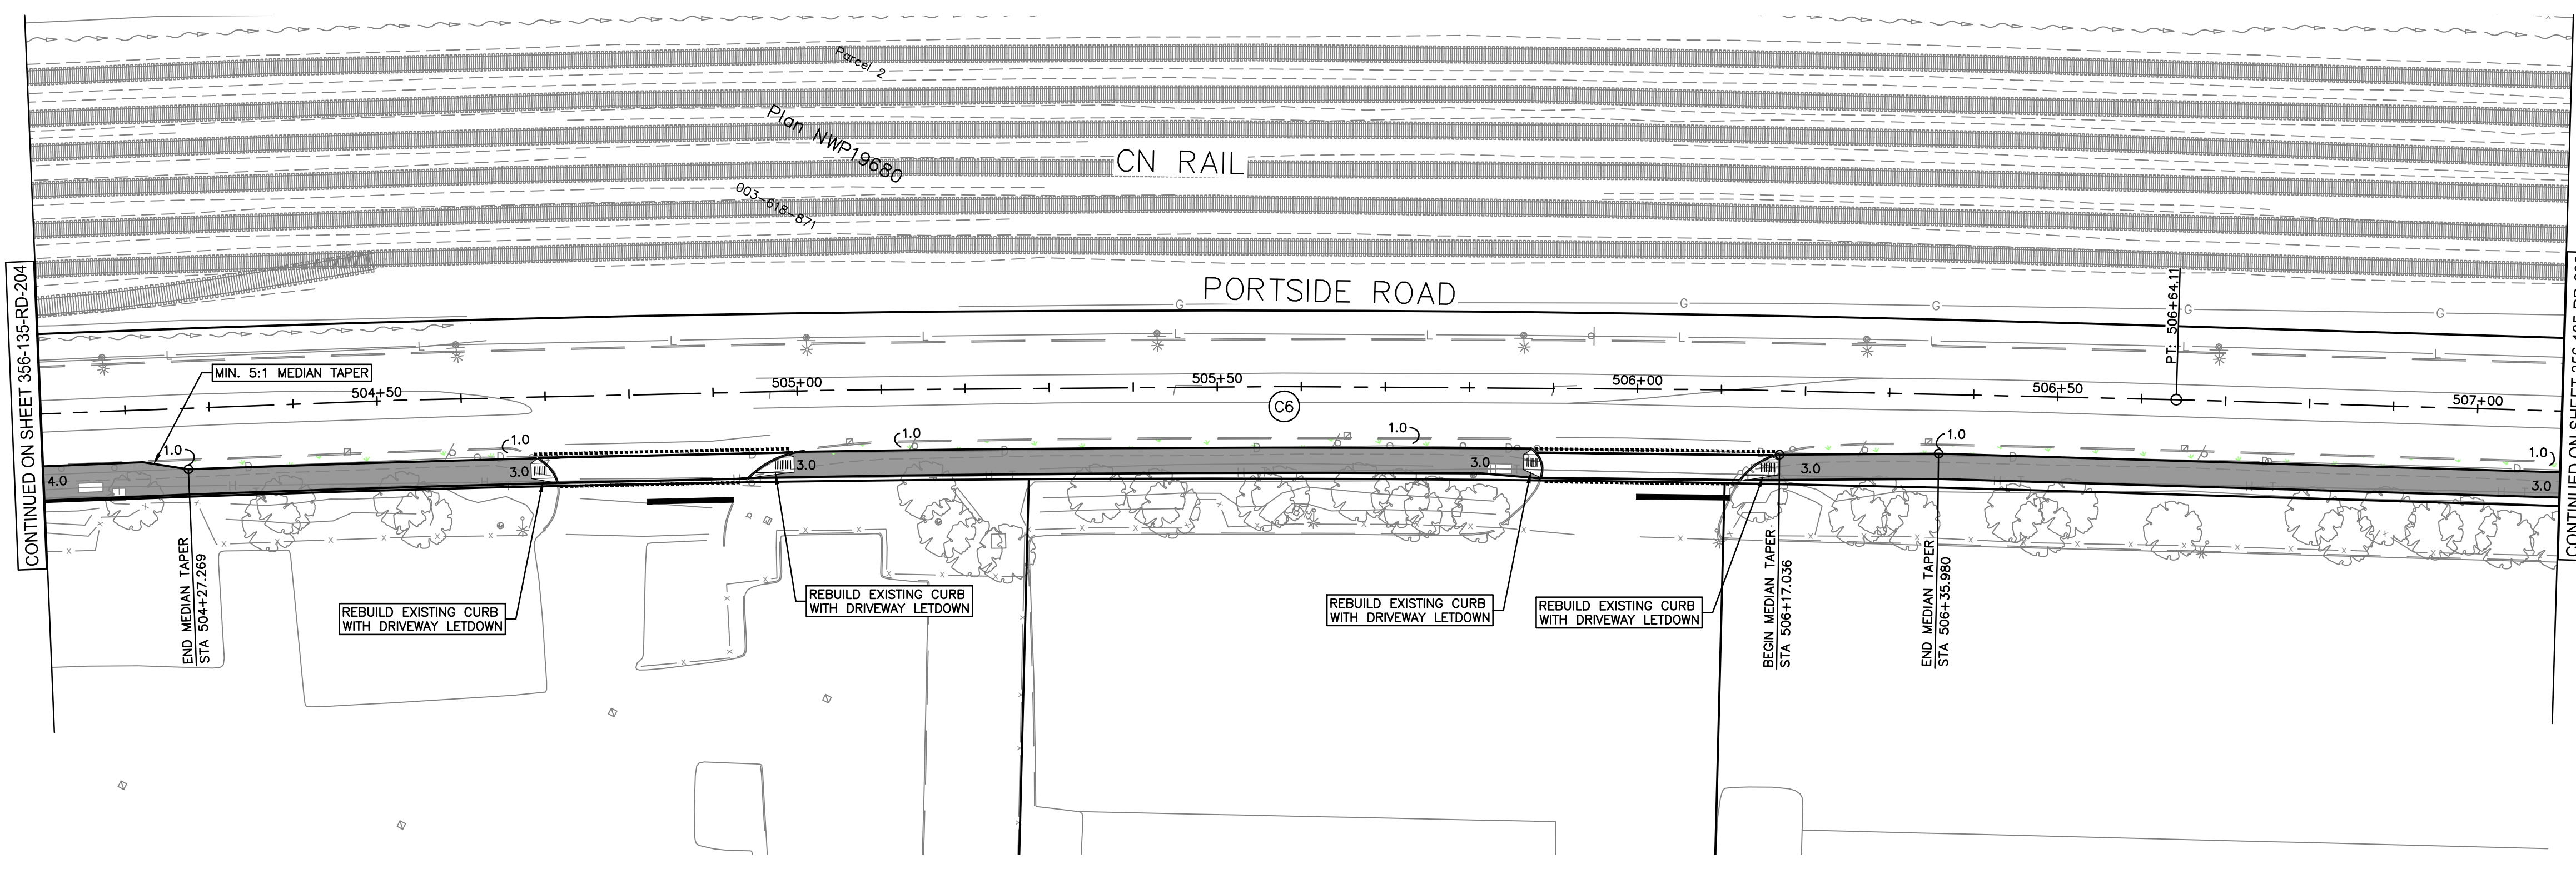 Parcel 2
Plan NWP19680
CN RAIL
003-618-871
PORTSIDE ROAD
G
G
G
G
G
CONTINUED ON SHEET 356-135-RD-204
PT: 506+64.11
L
L
L
L
L
L
L
L
L
MIN. 5:1 MEDIAN TAPER
504+50
505+00
505+50
506+00
506+50
507+00
C6
1.0
1.0
1.0
1.0
1.0
1.0
4.0
3.0
3.0
3.0
3.0
3.0
END MEDIAN TAPER
STA 504+27.269
REBUILD EXISTING CURB
WITH DRIVEWAY LETDOWN
REBUILD EXISTING CURB
WITH DRIVEWAY LETDOWN
REBUILD EXISTING CURB
WITH DRIVEWAY LETDOWN
REBUILD EXISTING CURB
WITH DRIVEWAY LETDOWN
BEGIN MEDIAN TAPER
STA 506+17.036
END MEDIAN TAPER
STA 506+35.980
CONTINUED ON SHEET